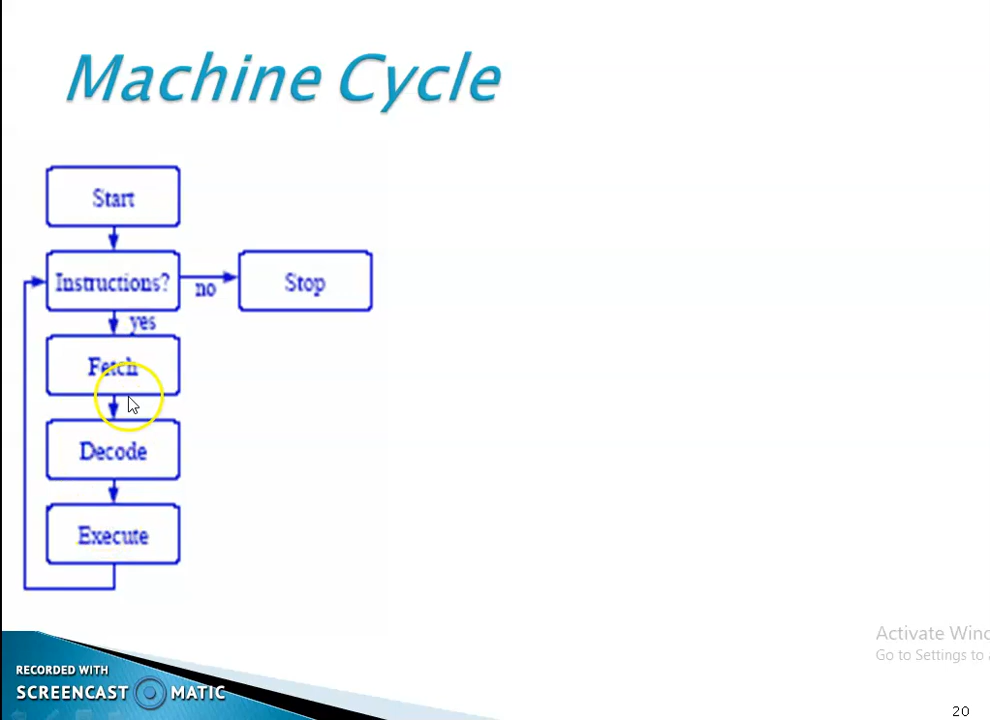 Machine Cycle
Start
Instructions?
no
Stop
yes
Fetch
Decode
Execute
Activate Wind
Go to Settings to
RECORDED WITH
SCREENCAST MATIC
20